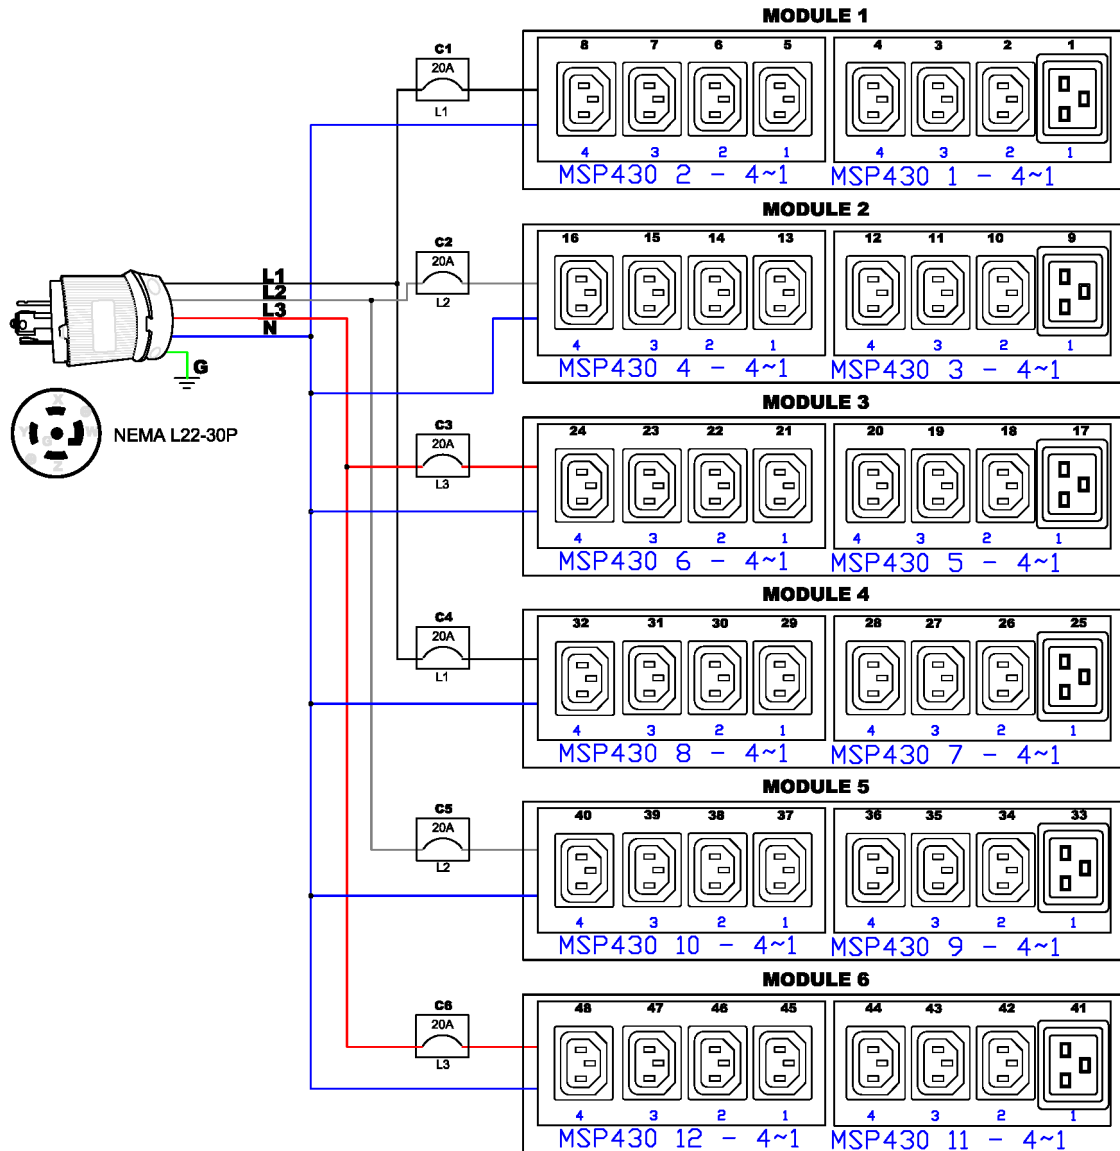 MODULE 1
C1
20A
L1
8 7 6 5 4 3 2 1
4 3 2 1 4 3 2 1
MSP430 2 - 4~1 MSP430 1 - 4~1
MODULE 2
C2
20A
L2
16 15 14 13 12 11 10 9
4 3 2 1 4 3 2 1
MSP430 4 - 4~1 MSP430 3 - 4~1
L1
L2
L3
N
G
X
Y
W
G
Z
NEMA L22-30P
MODULE 3
C3
20A
L3
24 23 22 21 20 19 18 17
4 3 2 1 4 3 2 1
MSP430 6 - 4~1 MSP430 5 - 4~1
MODULE 4
C4
20A
L1
32 31 30 29 28 27 26 25
4 3 2 1 4 3 2 1
MSP430 8 - 4~1 MSP430 7 - 4~1
MODULE 5
C5
20A
L2
40 39 38 37 36 35 34 33
4 3 2 1 4 3 2 1
MSP430 10 - 4~1 MSP430 9 - 4~1
MODULE 6
C6
20A
L3
48 47 46 45 44 43 42 41
4 3 2 1 4 3 2 1
MSP430 12 - 4~1 MSP430 11 - 4~1